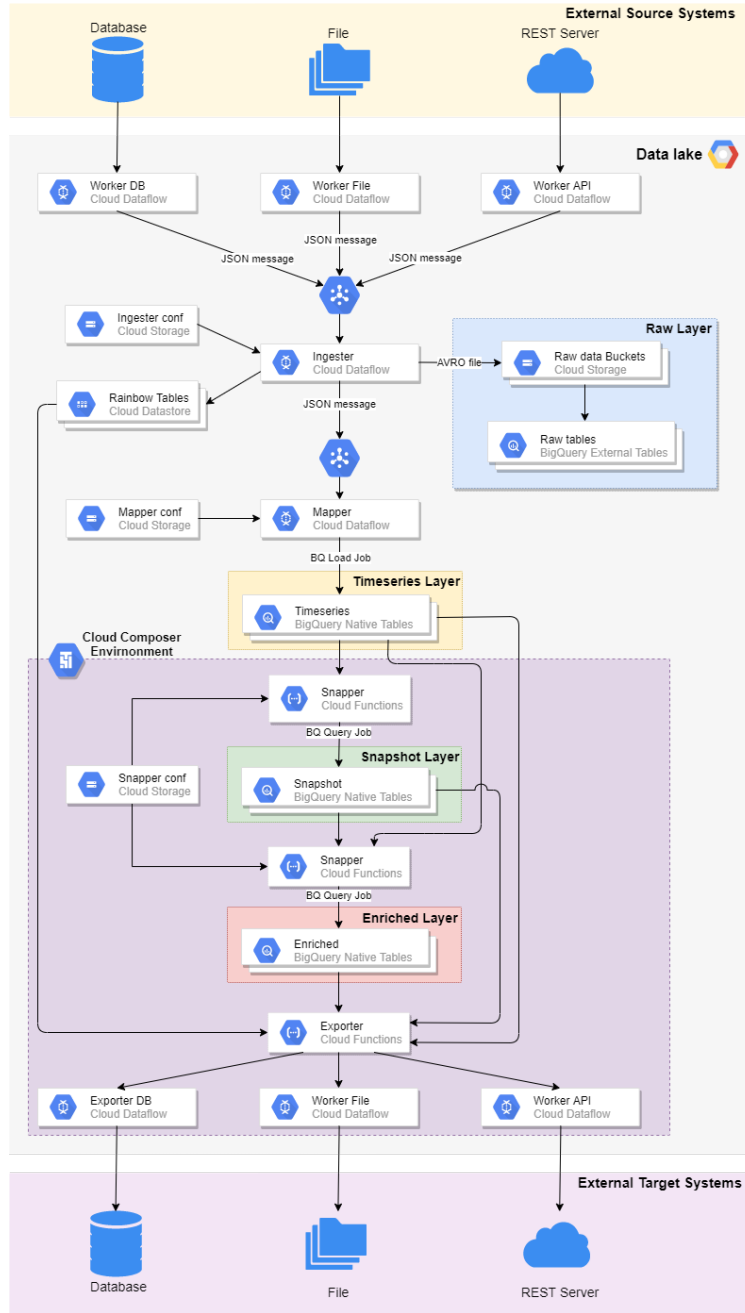 External Source Systems
Database
File
REST Server
Data lake
Worker DB
Cloud Dataflow
Worker File
Cloud Dataflow
Worker API
Cloud Dataflow
JSON message
JSON message
JSON message
Ingester conf
Cloud Storage
Ingester
Cloud Dataflow
AVRO file
Raw Layer
Raw data Buckets
Cloud Storage
Rainbow Tables
Cloud Datastore
JSON message
Raw tables
BigQuery External Tables
Mapper conf
Cloud Storage
Mapper
Cloud Dataflow
BQ Load Job
Timeseries Layer
Timeseries
BigQuery Native Tables
Cloud Composer
Envirnonment
Snapper
Cloud Functions
BQ Query Job
Snapshot Layer
Snapper conf
Cloud Storage
Snapshot
BigQuery Native Tables
Snapper
Cloud Functions
BQ Query Job
Enriched Layer
Enriched
BigQuery Native Tables
Exporter
Cloud Functions
Exporter DB
Cloud Dataflow
Worker File
Cloud Dataflow
Worker API
Cloud Dataflow
External Target Systems
Database
File
REST Server